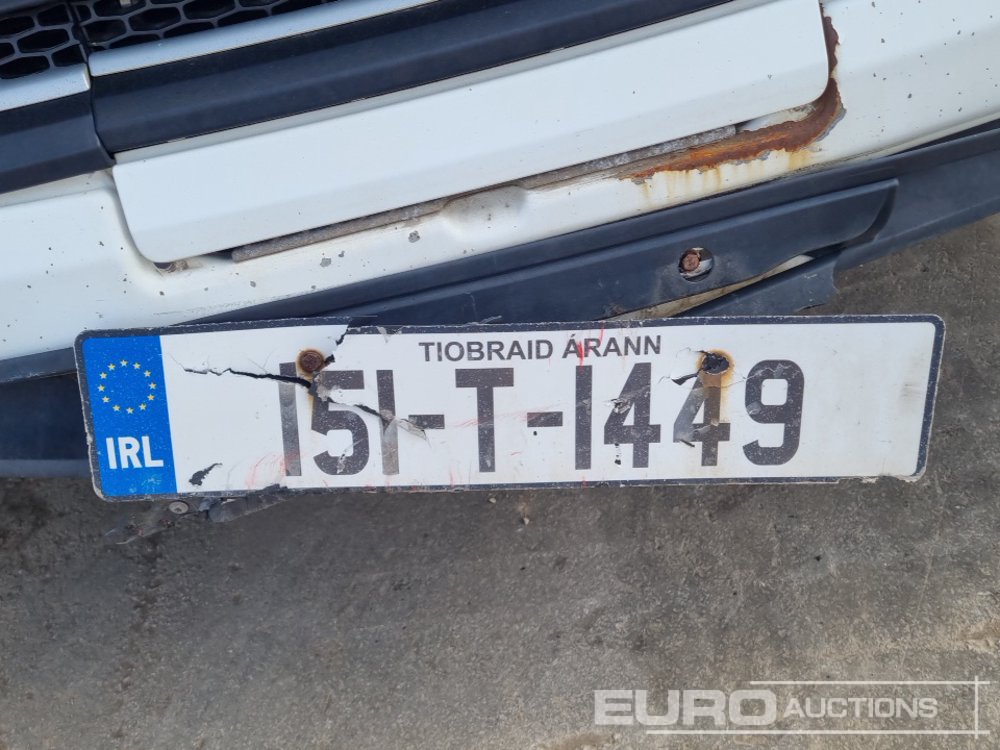 TIOBRAID ÁRANN
IRL 151-T-1449
EURO AUCTIONS